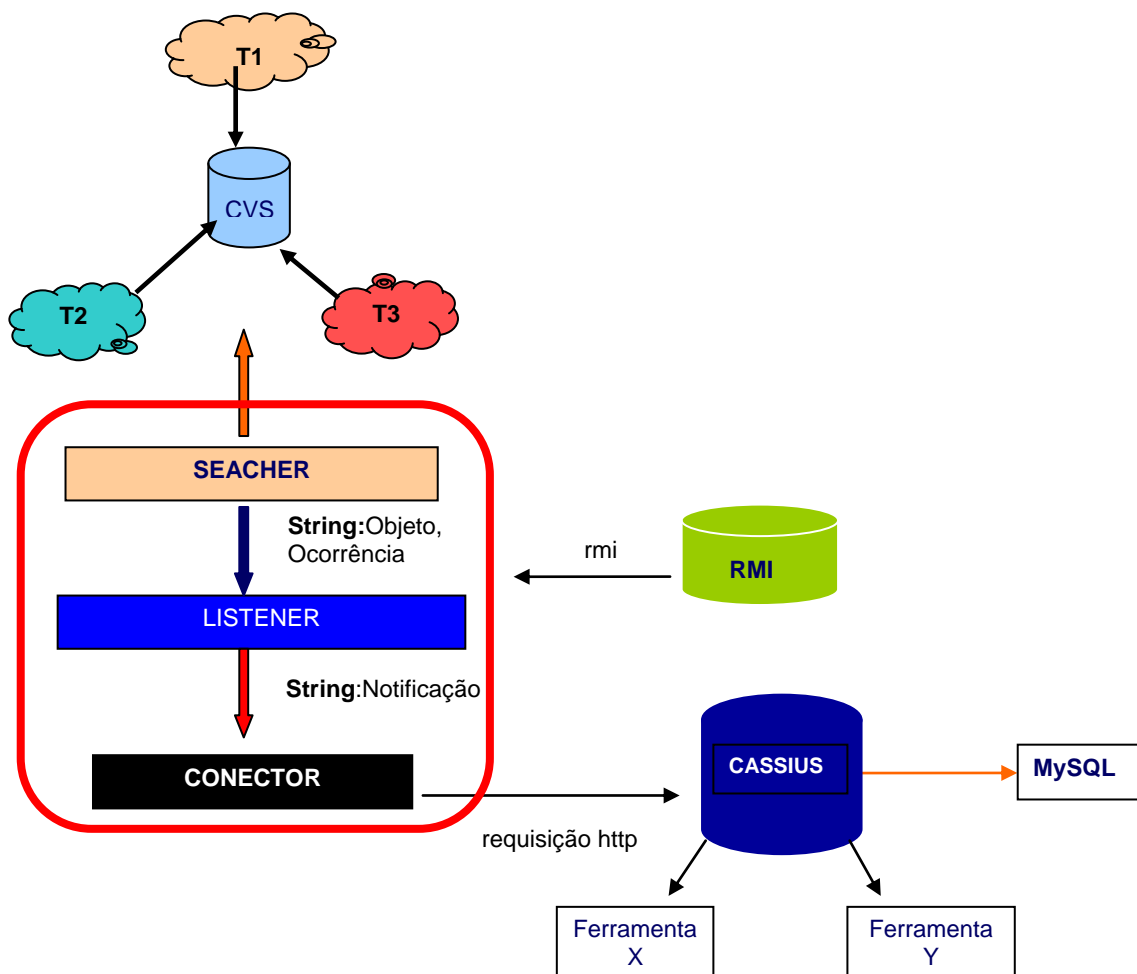 T1
CVS
T2
T3
SEACHER
String:Objeto,
Ocorrência
rmi
RMI
LISTENER
String:Notificação
CONECTOR
CASSIUS
MySQL
requisição http
Ferramenta
X
Ferramenta
Y